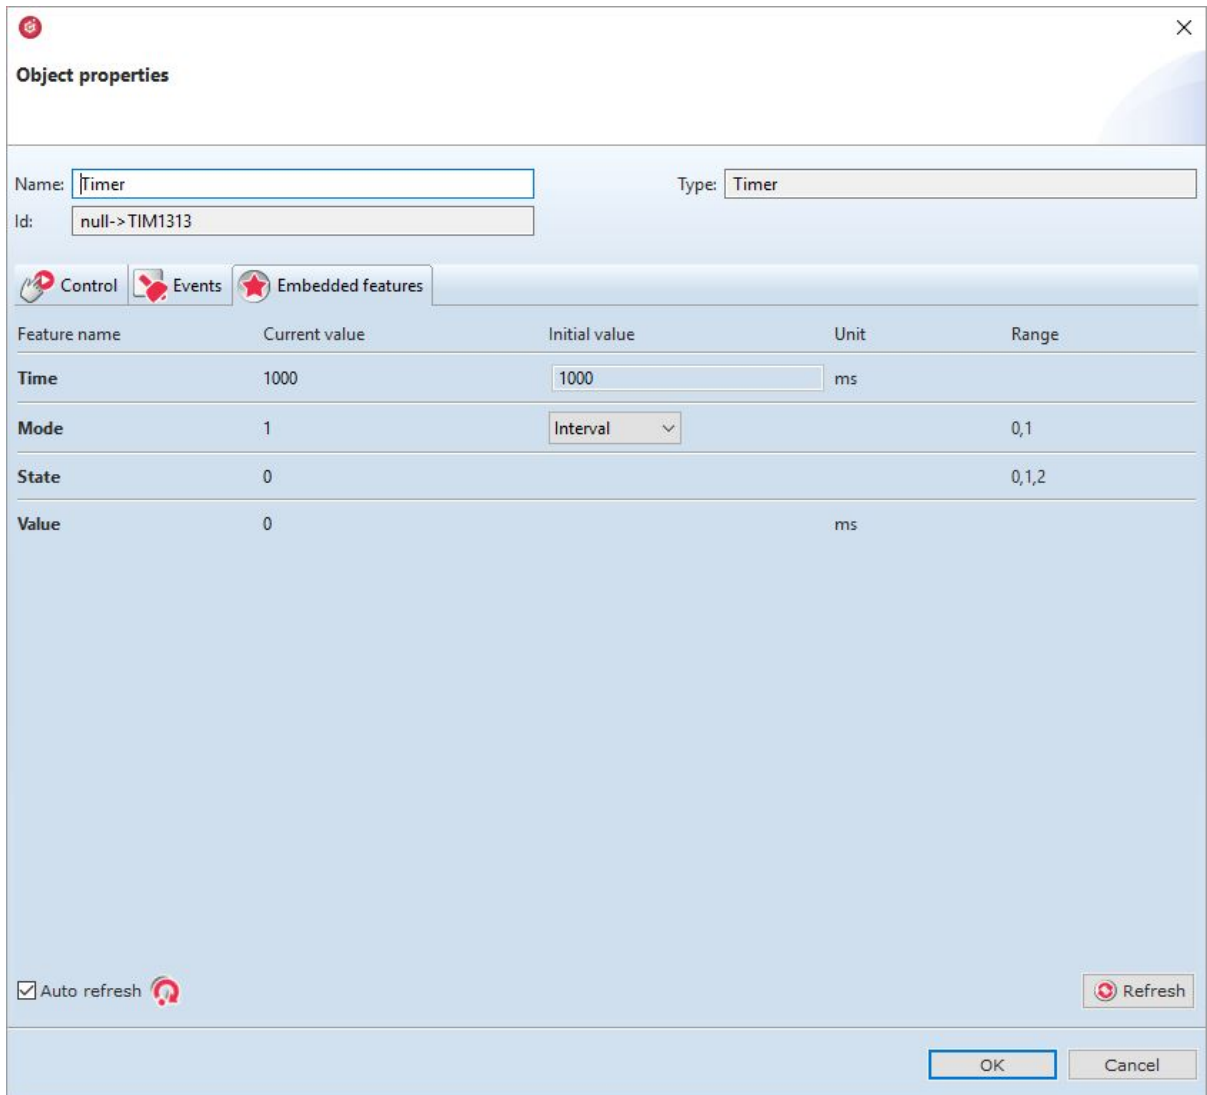 Object properties
Name: Timer Type: Timer
Id: null->TIM1313
Control Events Embedded features
Feature name Current value Initial value Unit Range
Time 1000 1000 ms
Mode 1 Interval 0,1
State 0 0,1,2
Value 0 ms
Auto refresh Refresh
OK Cancel